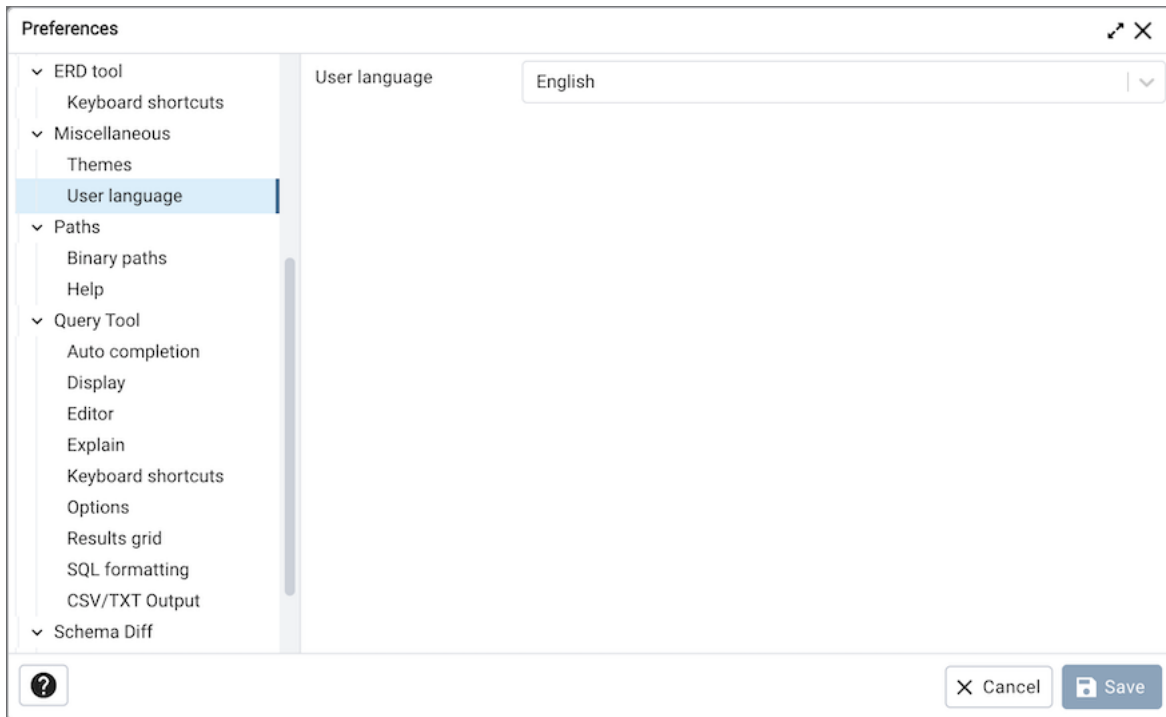 Preferences
ERD tool
Keyboard shortcuts
Miscellaneous
Themes
User language
Paths
Binary paths
Help
Query Tool
Auto completion
Display
Editor
Explain
Keyboard shortcuts
Options
Results grid
SQL formatting
CSV/TXT Output
Schema Diff
User language
English
?
Cancel
Save